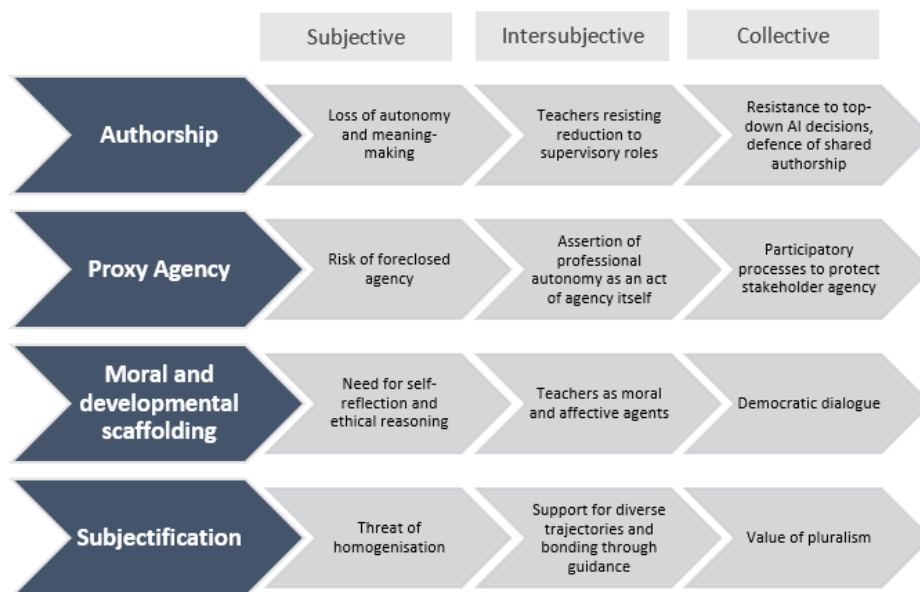 Subjective
Intersubjective
Collective
Authorship
Loss of autonomy
and meaning-
making
Teachers resisting
reduction to
supervisory roles
Resistance to top-
down AI decisions,
defence of shared
authorship
Proxy Agency
Risk of foreclosed
agency
Assertion of
professional
autonomy as an act
of agency itself
Participatory
processes to protect
stakeholder agency
Moral and
developmental
scaffolding
Need for self-
reflection and
ethical reasoning
Teachers as moral
and affective agents
Democratic dialogue
Subjectification
Threat of
homogenisation
Support for diverse
trajectories and
bonding through
guidance
Value of pluralism